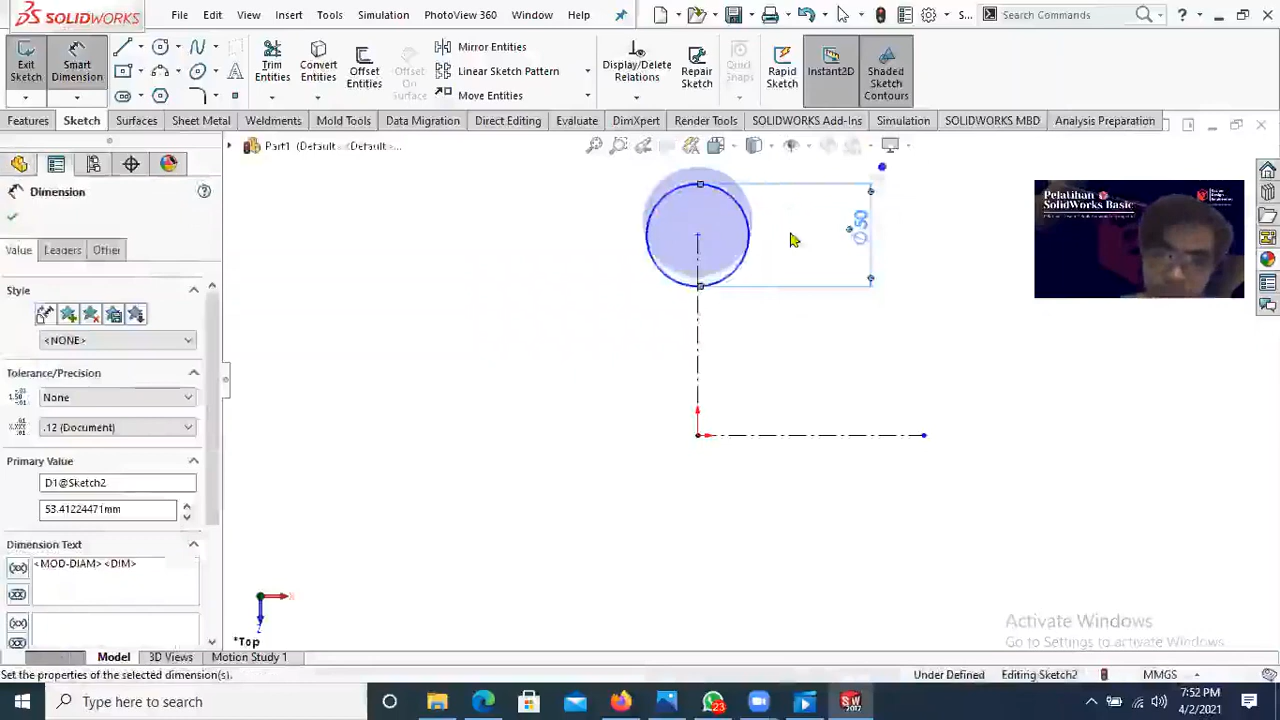 SOLIDWORKS
File Edit View Insert Tools Simulation PhotoView 360 Window Help
S...
Search Commands
Exit Sketch
Smart Dimension
Trim Entities
Convert Entities
Offset Entities
Offset On Surface
Mirror Entities
Linear Sketch Pattern
Move Entities
Display/Delete Relations
Repair Sketch
Quick Snaps
Rapid Sketch
Instant2D
Shaded Sketch Contours
Features Sketch Surfaces Sheet Metal Weldments Mold Tools Data Migration Direct Editing Evaluate DimXpert Render Tools SOLIDWORKS Add-Ins Simulation SOLIDWORKS MBD Analysis Preparation
Part1 (Default<Default<...
Dimension
Value Leaders Other
Style
<NONE>
Tolerance/Precision
None
.12 (Document)
Primary Value
D1@Sketch2
53.41224471mm
Dimension Text
<MOD-DIAM><DIM>
∅50
Pelatihan
SolidWorks Basic
X
Z
*Top
Activate Windows
Go to Settings to activate Windows.
Model 3D Views Motion Study 1
Set the properties of the selected dimension(s).
Under Defined Editing Sketch2 MMGS
Type here to search
23
SW
2017
7:52 PM
4/2/2021